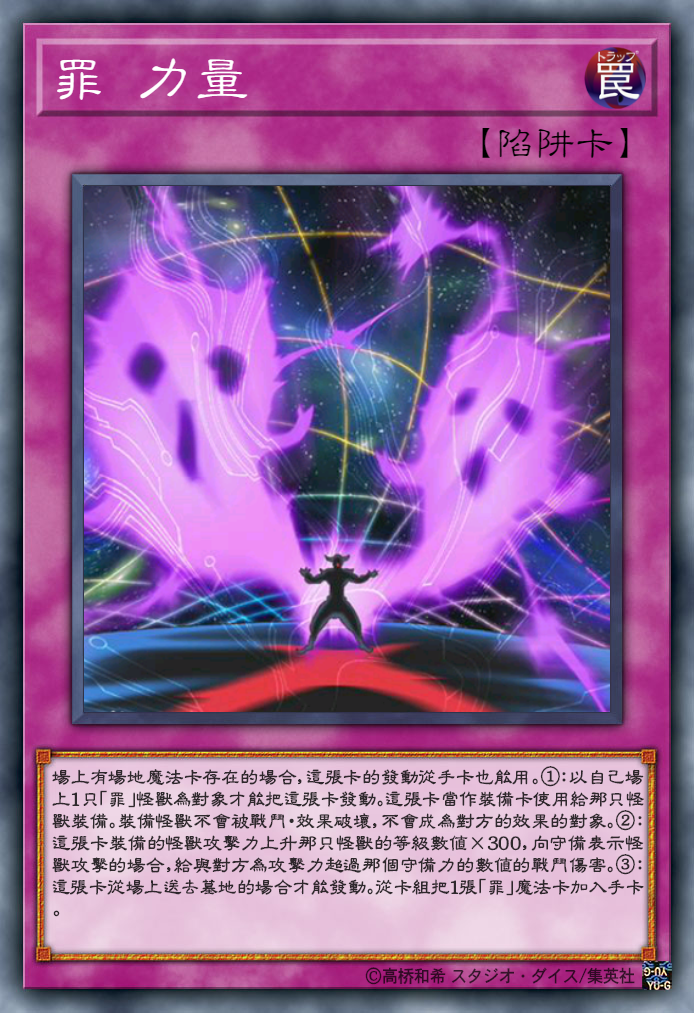 罪 力量
トラップ
罠
【陷阱卡】
場上有場地魔法卡存在的場合,這張卡的發動從手卡也能用。①:以自己場
上1只「罪」怪獸為對象才能把這張卡發動。這張卡當作裝備卡使用給那只怪
獸裝備。裝備怪獸不會被戰鬥·效果破壞,不會成為對方的效果的對象。②:
這張卡裝備的怪獸攻擊力上升那只怪獸的等級數值×300,向守備表示怪
獸攻擊的場合,給與對方為攻擊力超過那個守備力的數值的戰鬥傷害。③:
這張卡從場上送去墓地的場合才能發動。從卡組把1張「罪」魔法卡加入手卡
。
©高桥和希 スタジオ・ダイス/集英社
YU-G
YU-G